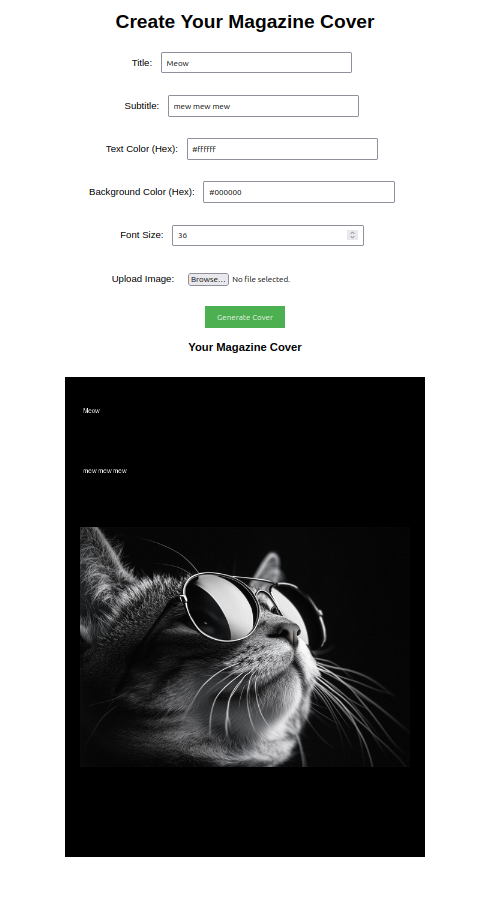 Create Your Magazine Cover
Title: Meow
Subtitle: mew mew mew
Text Color (Hex): #ffffff
Background Color (Hex): #000000
Font Size: 36
Upload Image: Browse... No file selected.
Generate Cover
Your Magazine Cover
Meow
mew mew mew